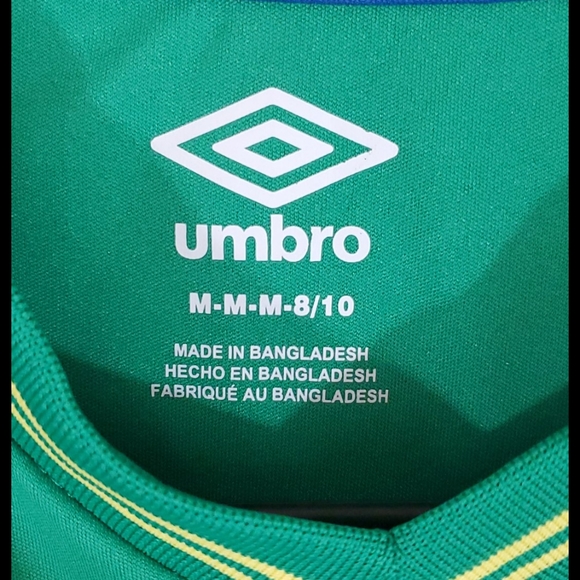 umbro
M-M-M-8/10
MADE IN BANGLADESH
HECHO EN BANGLADESH
FABRIQUÉ AU BANGLADESH